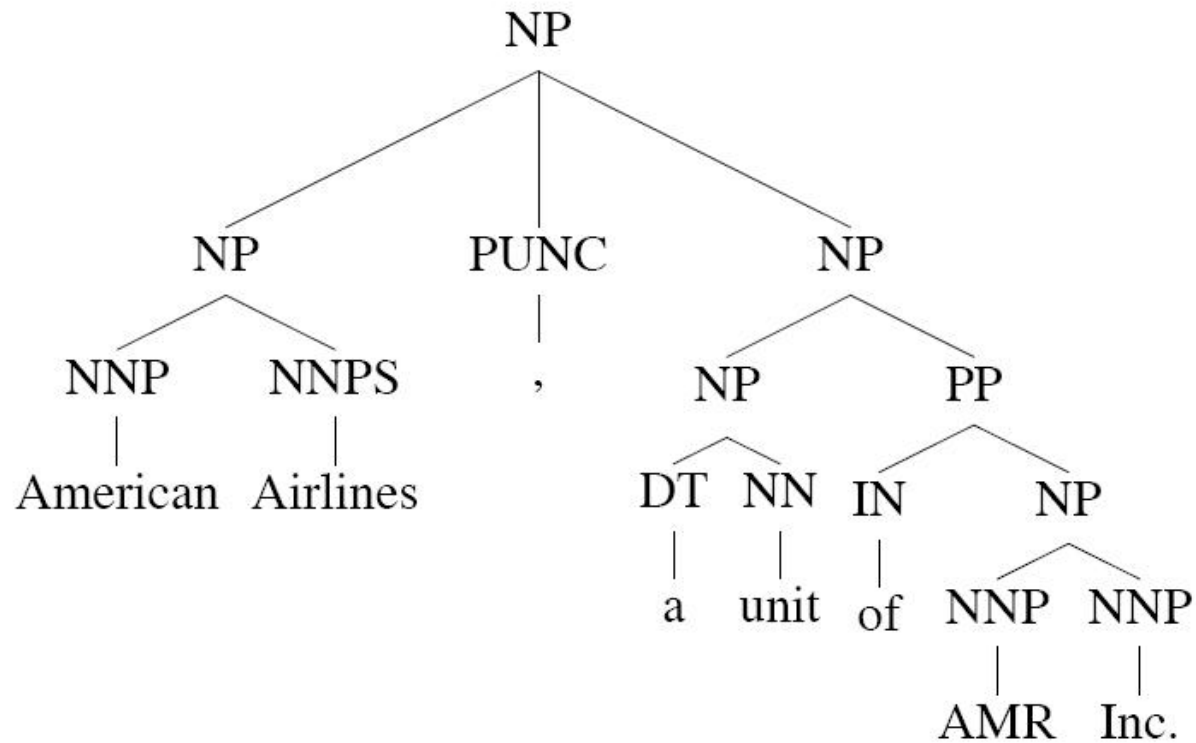 NP
NP PUNC NP
NNP NNPS , NP PP
American Airlines DT NN IN NP
a unit of NNP NNP
AMR Inc.